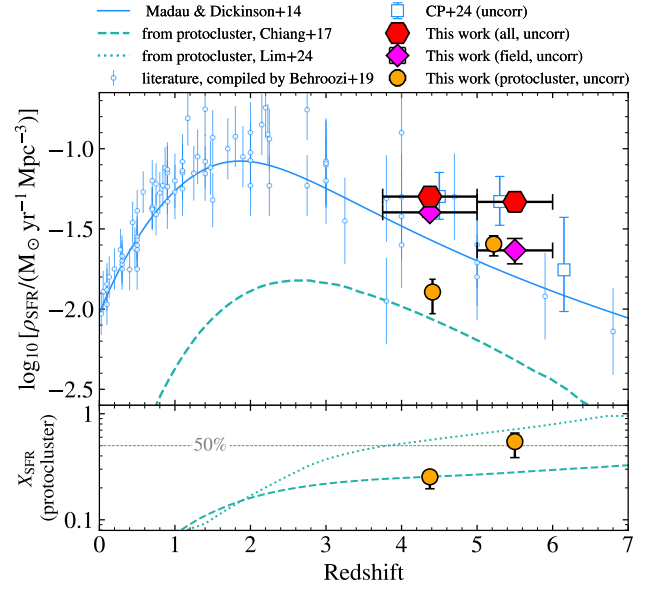 Madau & Dickinson+14
from protocluster, Chiang+17
from protocluster, Lim+24
literature, compiled by Behroozi+19
CP+24 (uncorr)
This work (all, uncorr)
This work (field, uncorr)
This work (protocluster, uncorr)
log₁₀ [ρSFR/(M⊙ yr⁻¹ Mpc⁻³)]
−1.0
−1.5
−2.0
−2.5
XSFR
(protocluster)
1
0.1
50%
0 1 2 3 4 5 6 7
Redshift